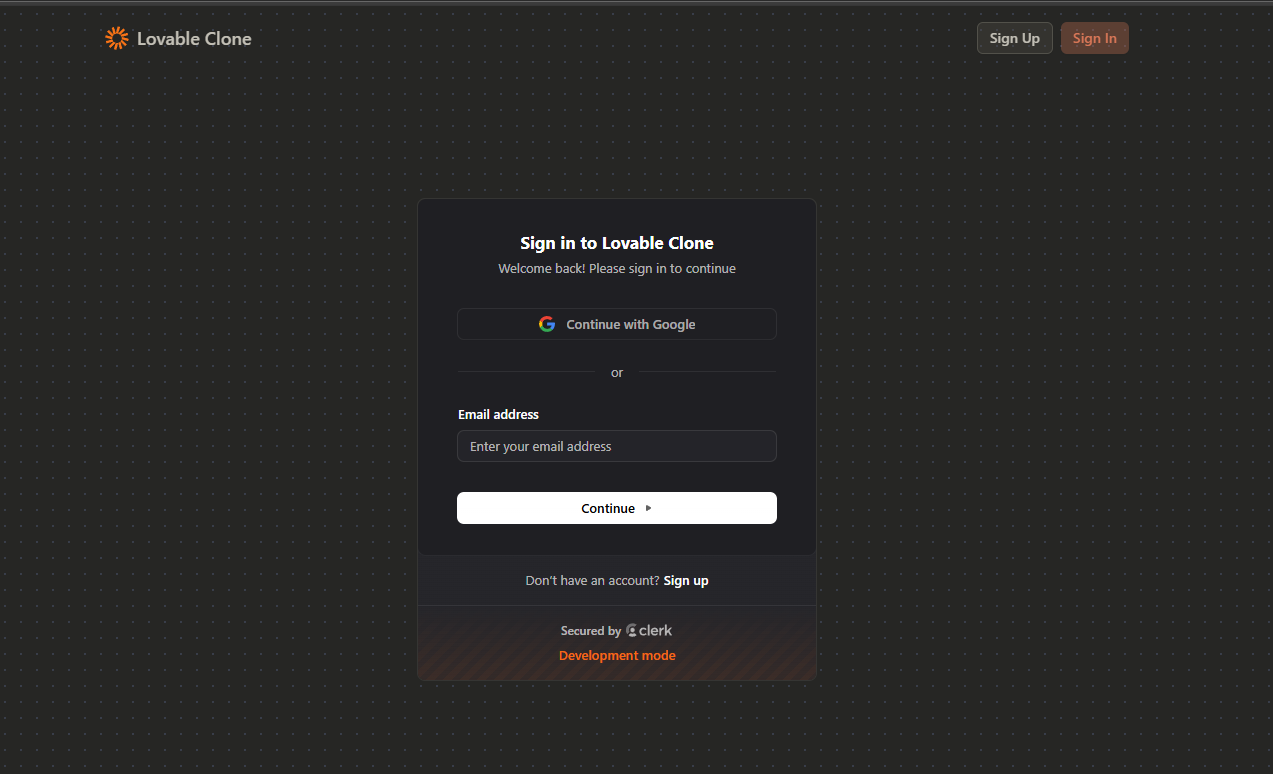 Lovable Clone
Sign Up
Sign In
Sign in to Lovable Clone
Welcome back! Please sign in to continue
Continue with Google
or
Email address
Enter your email address
Continue
Don't have an account? Sign up
Secured by clerk
Development mode